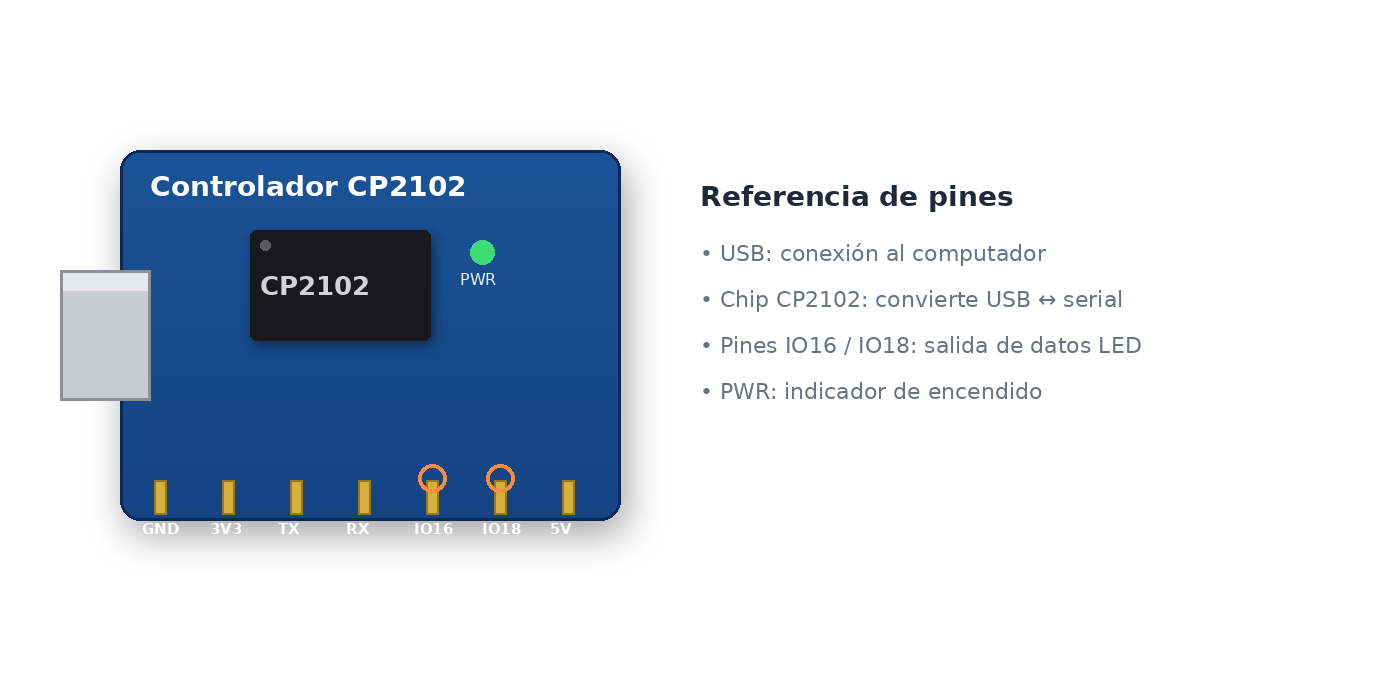 Controlador CP2102
CP2102
PWR
GND 3V3 TX RX IO16 IO18 5V
Referencia de pines
• USB: conexión al computador
• Chip CP2102: convierte USB ↔ serial
• Pines IO16 / IO18: salida de datos LED
• PWR: indicador de encendido